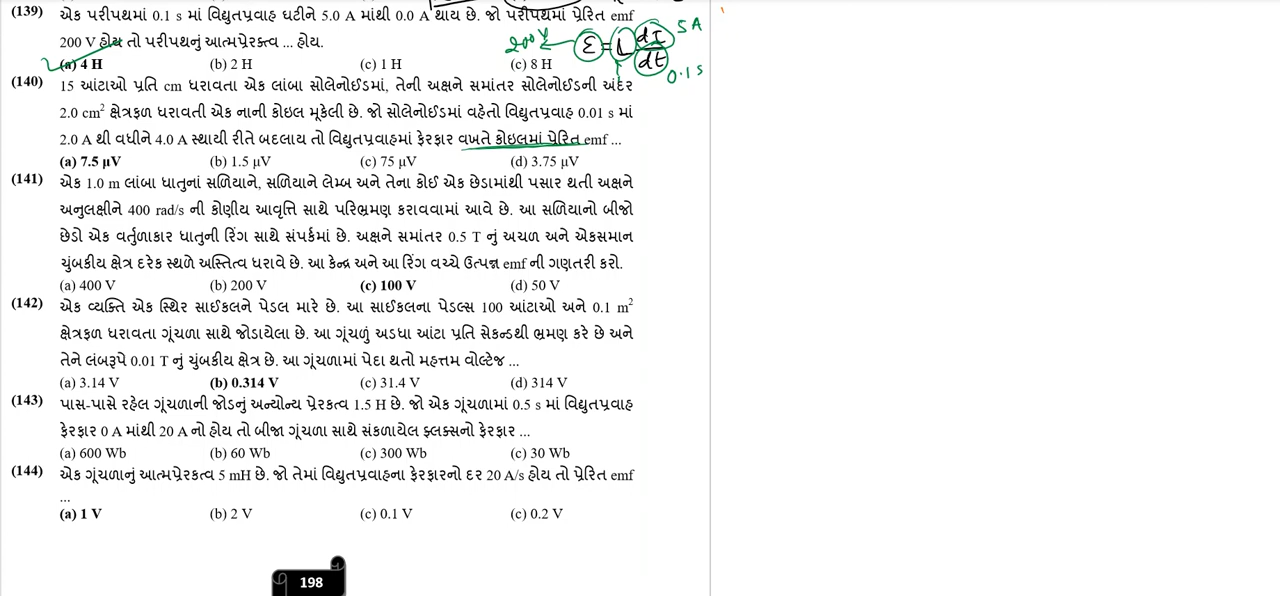 (139) એક પરીપથમાં 0.1 s માં વિદ્યુતપ્રવાહ ઘટીને 5.0 A માંથી 0.0 A થાય છે. જો પરીપથમાં પ્રેરિત emf
200 V હોય તો પરીપથનું આત્મપ્રેરક્ત્વ ... હોય.
200 V ← ε = L dI/dt 5 A 0.1 s
(a) 4 H (b) 2 H (c) 1 H (c) 8 H
(140) 15 આંટાઓ પ્રતિ cm ધરાવતા એક લાંબા સોલેનોઈડમાં, તેની અક્ષને સમાંતર સોલેનોઈડની અંદર
2.0 cm² ક્ષેત્રફળ ધરાવતી એક નાની કોઇલ મૂકેલી છે. જો સોલેનોઈડમાં વહેતો વિદ્યુતપ્રવાહ 0.01 s માં
2.0 A થી વધીને 4.0 A સ્થાયી રીતે બદલાય તો વિદ્યુતપ્રવાહમાં ફેરફાર વખતે કોઇલમાં પ્રેરિત emf ...
(a) 7.5 μV (b) 1.5 μV (c) 75 μV (d) 3.75 μV
(141) એક 1.0 m લાંબા ધાતુનાં સળિયાને, સળિયાને લંબ અને તેના કોઈ એક છેડામાંથી પસાર થતી અક્ષને
અનુલક્ષીને 400 rad/s ની કોણીય આવૃત્તિ સાથે પરિભ્રમણ કરાવવામાં આવે છે. આ સળિયાનો બીજો
છેડો એક વર્તુળાકાર ધાતુની રિંગ સાથે સંપર્કમાં છે. અક્ષને સમાંતર 0.5 T નું અચળ અને એકસમાન
ચુંબકીય ક્ષેત્ર દરેક સ્થળે અસ્તિત્વ ધરાવે છે. આ કેન્દ્ર અને આ રિંગ વચ્ચે ઉત્પન્ન emf ની ગણતરી કરો.
(a) 400 V (b) 200 V (c) 100 V (d) 50 V
(142) એક વ્યક્તિ એક સ્થિર સાઈકલને પેડલ મારે છે. આ સાઈકલના પેડલ્સ 100 આંટાઓ અને 0.1 m²
ક્ષેત્રફળ ધરાવતા ગૂંચળા સાથે જોડાયેલા છે. આ ગૂંચળું અડધા આંટા પ્રતિ સેકન્ડથી ભ્રમણ કરે છે અને
તેને લંબરૂપે 0.01 T નું ચુંબકીય ક્ષેત્ર છે. આ ગૂંચળામાં પેદા થતો મહત્તમ વોલ્ટેજ ...
(a) 3.14 V (b) 0.314 V (c) 31.4 V (d) 314 V
(143) પાસ-પાસે રહેલ ગૂંચળાની જોડનું અન્યોન્ય પ્રેરકત્વ 1.5 H છે. જો એક ગૂંચળામાં 0.5 s માં વિદ્યુતપ્રવાહ
ફેરફાર 0 A માંથી 20 A નો હોય તો બીજા ગૂંચળા સાથે સંકળાયેલ ફ્લક્સનો ફેરફાર ...
(a) 600 Wb (b) 60 Wb (c) 300 Wb (c) 30 Wb
(144) એક ગૂંચળાનું આત્મપ્રેરકત્વ 5 mH છે. જો તેમાં વિદ્યુતપ્રવાહના ફેરફારનો દર 20 A/s હોય તો પ્રેરિત emf
...
(a) 1 V (b) 2 V (c) 0.1 V (c) 0.2 V
198